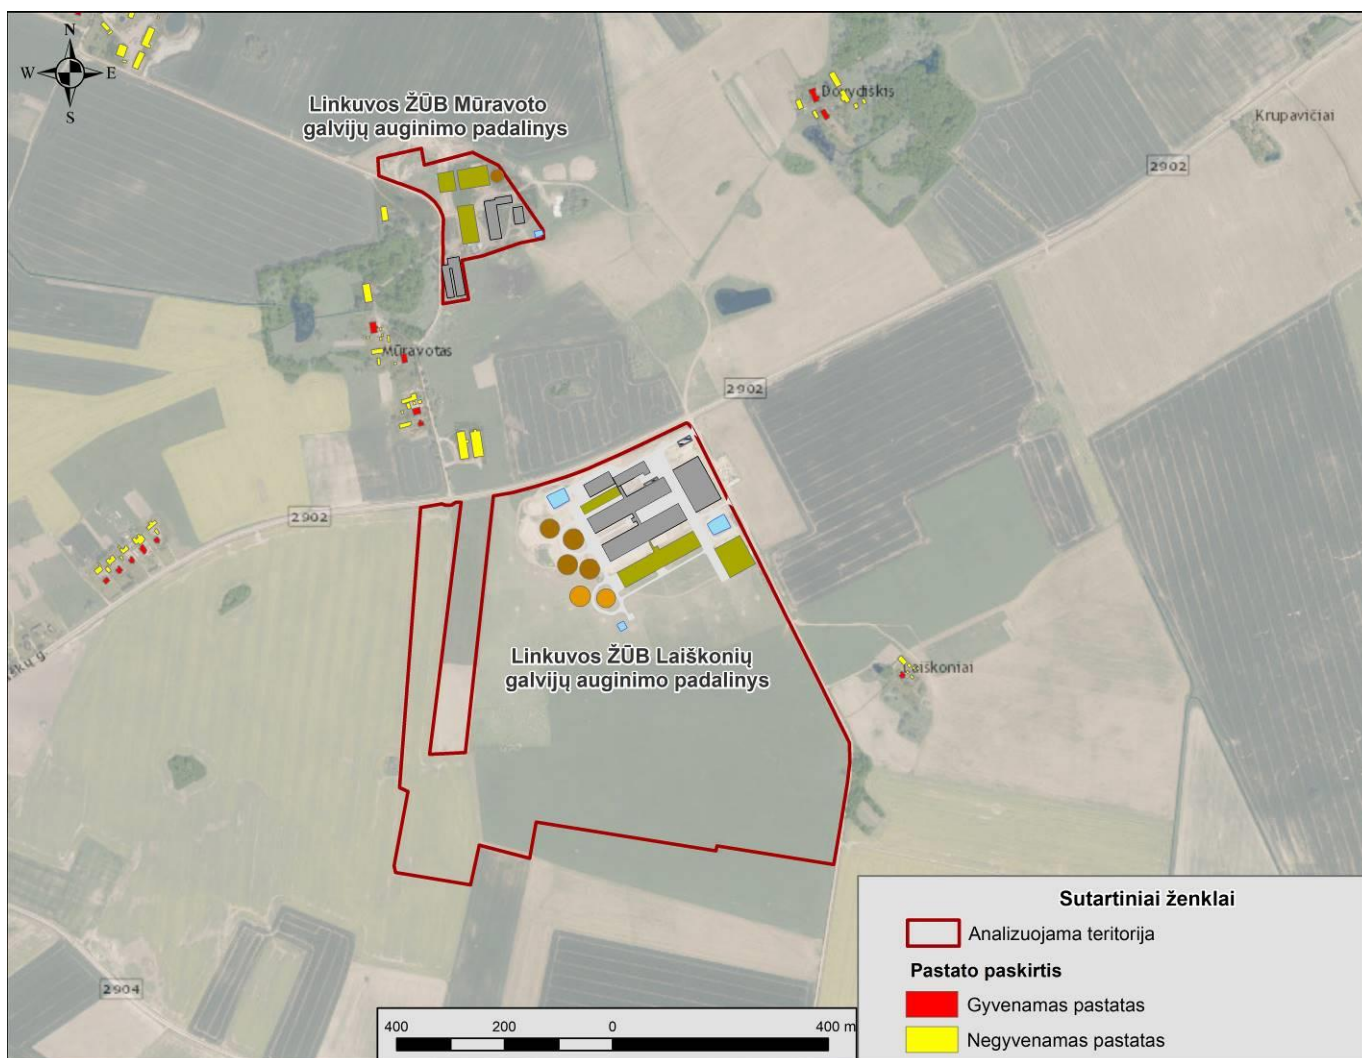 N
W E
S
Linkuvos ŽŪB Mūravoto
galvijų auginimo padalinys
Krupavičiai
2902
Mūravotas
2902
2902
Linkuvos ŽŪB Laiškonių
galvijų auginimo padalinys
Laiškoniai
2904
Sutartiniai ženklai
Analizuojama teritorija
Pastato paskirtis
Gyvenamas pastatas
Negyvenamas pastatas
400 200 0 400 m